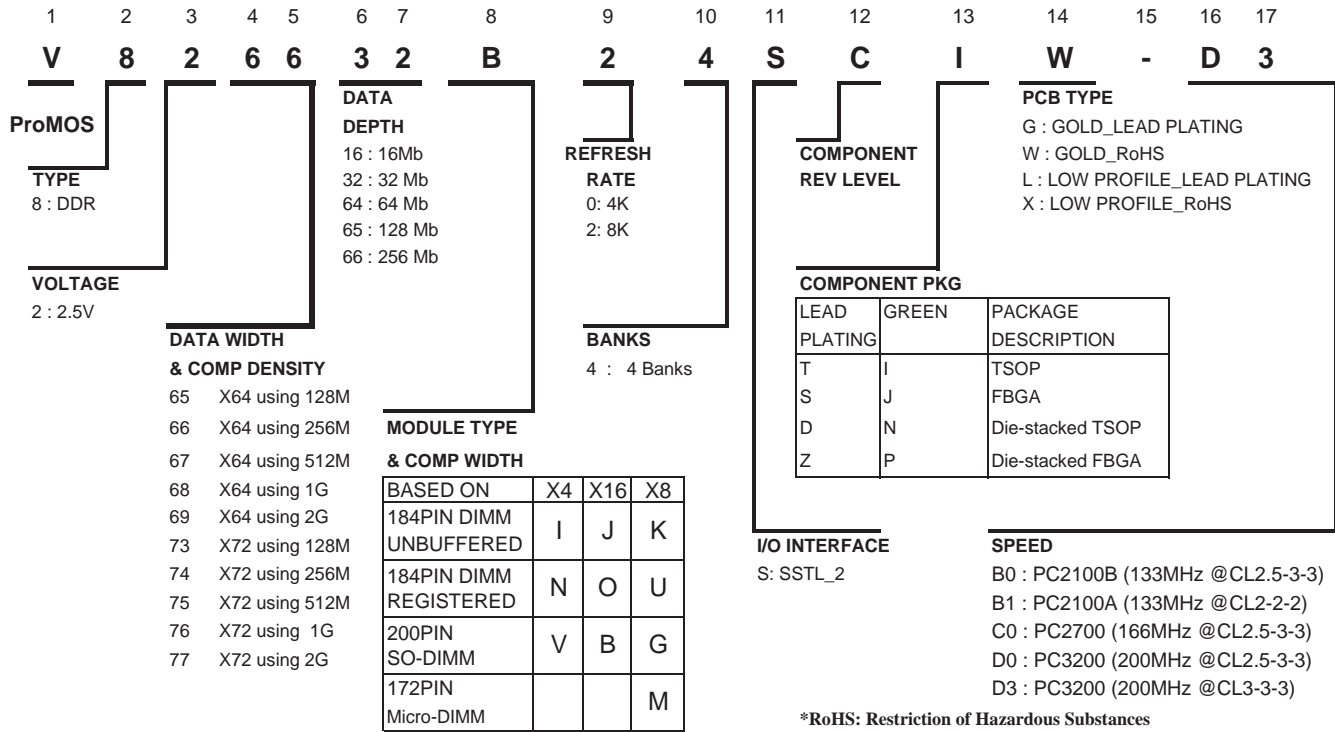 1 2 3 4 5 6 7 8 9 10 11 12 13 14 15 16 17
V 8 2 6 6 3 2 B 2 4 S C I W - D 3
ProMOS
TYPE
8 : DDR
VOLTAGE
2 : 2.5V
DATA WIDTH
& COMP DENSITY
65 X64 using 128M
66 X64 using 256M
67 X64 using 512M
68 X64 using 1G
69 X64 using 2G
73 X72 using 128M
74 X72 using 256M
75 X72 using 512M
76 X72 using 1G
77 X72 using 2G
DATA
DEPTH
16 : 16Mb
32 : 32 Mb
64 : 64 Mb
65 : 128 Mb
66 : 256 Mb
MODULE TYPE
& COMP WIDTH
BASED ON X4 X16 X8
184PIN DIMM
UNBUFFERED I J K
184PIN DIMM
REGISTERED N O U
200PIN
SO-DIMM V B G
172PIN
Micro-DIMM M
REFRESH
RATE
0: 4K
2: 8K
BANKS
4 : 4 Banks
I/O INTERFACE
S: SSTL_2
COMPONENT
REV LEVEL
COMPONENT PKG
LEAD GREEN PACKAGE
PLATING DESCRIPTION
T I TSOP
S J FBGA
D N Die-stacked TSOP
Z P Die-stacked FBGA
PCB TYPE
G : GOLD_LEAD PLATING
W : GOLD_RoHS
L : LOW PROFILE_LEAD PLATING
X : LOW PROFILE_RoHS
SPEED
B0 : PC2100B (133MHz @CL2.5-3-3)
B1 : PC2100A (133MHz @CL2-2-2)
C0 : PC2700 (166MHz @CL2.5-3-3)
D0 : PC3200 (200MHz @CL2.5-3-3)
D3 : PC3200 (200MHz @CL3-3-3)
*RoHS: Restriction of Hazardous Substances